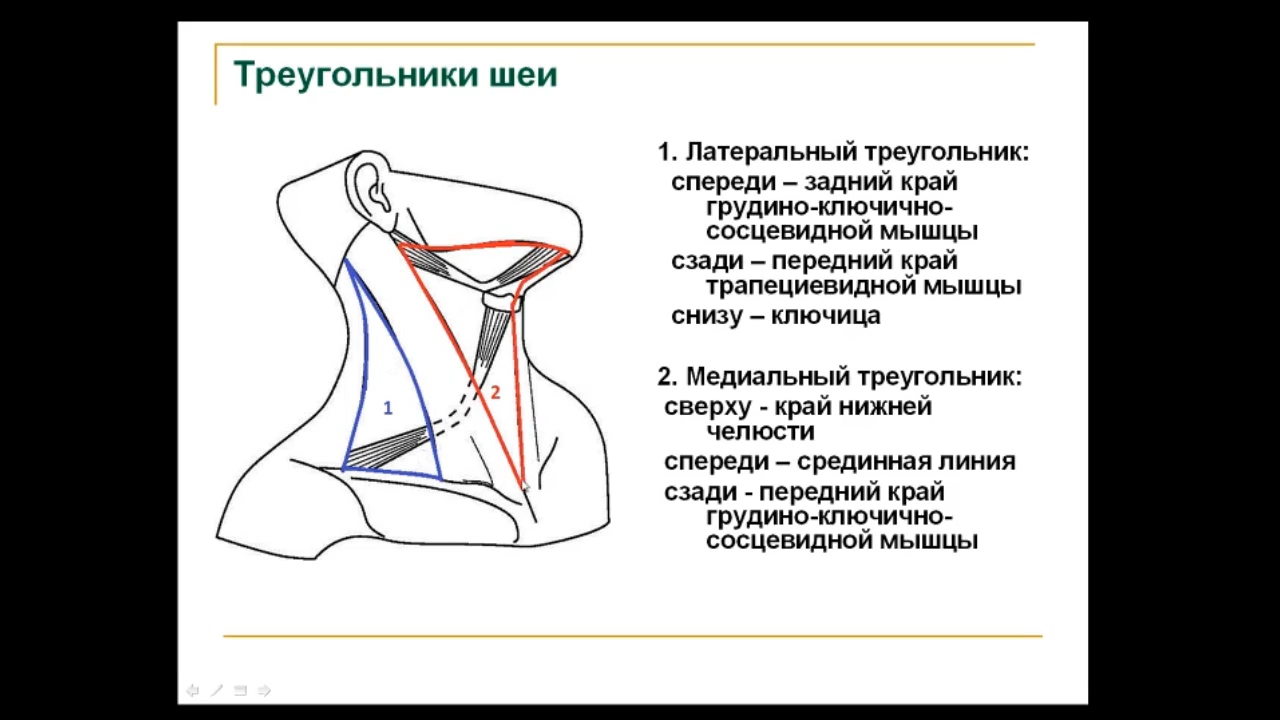 Треугольники шеи
1. Латеральный треугольник:
спереди – задний край
грудино-ключично-
сосцевидной мышцы
сзади – передний край
трапециевидной мышцы
снизу – ключица
2. Медиальный треугольник:
сверху - край нижней
челюсти
спереди – срединная линия
сзади - передний край
грудино-ключично-
сосцевидной мышцы
1
2